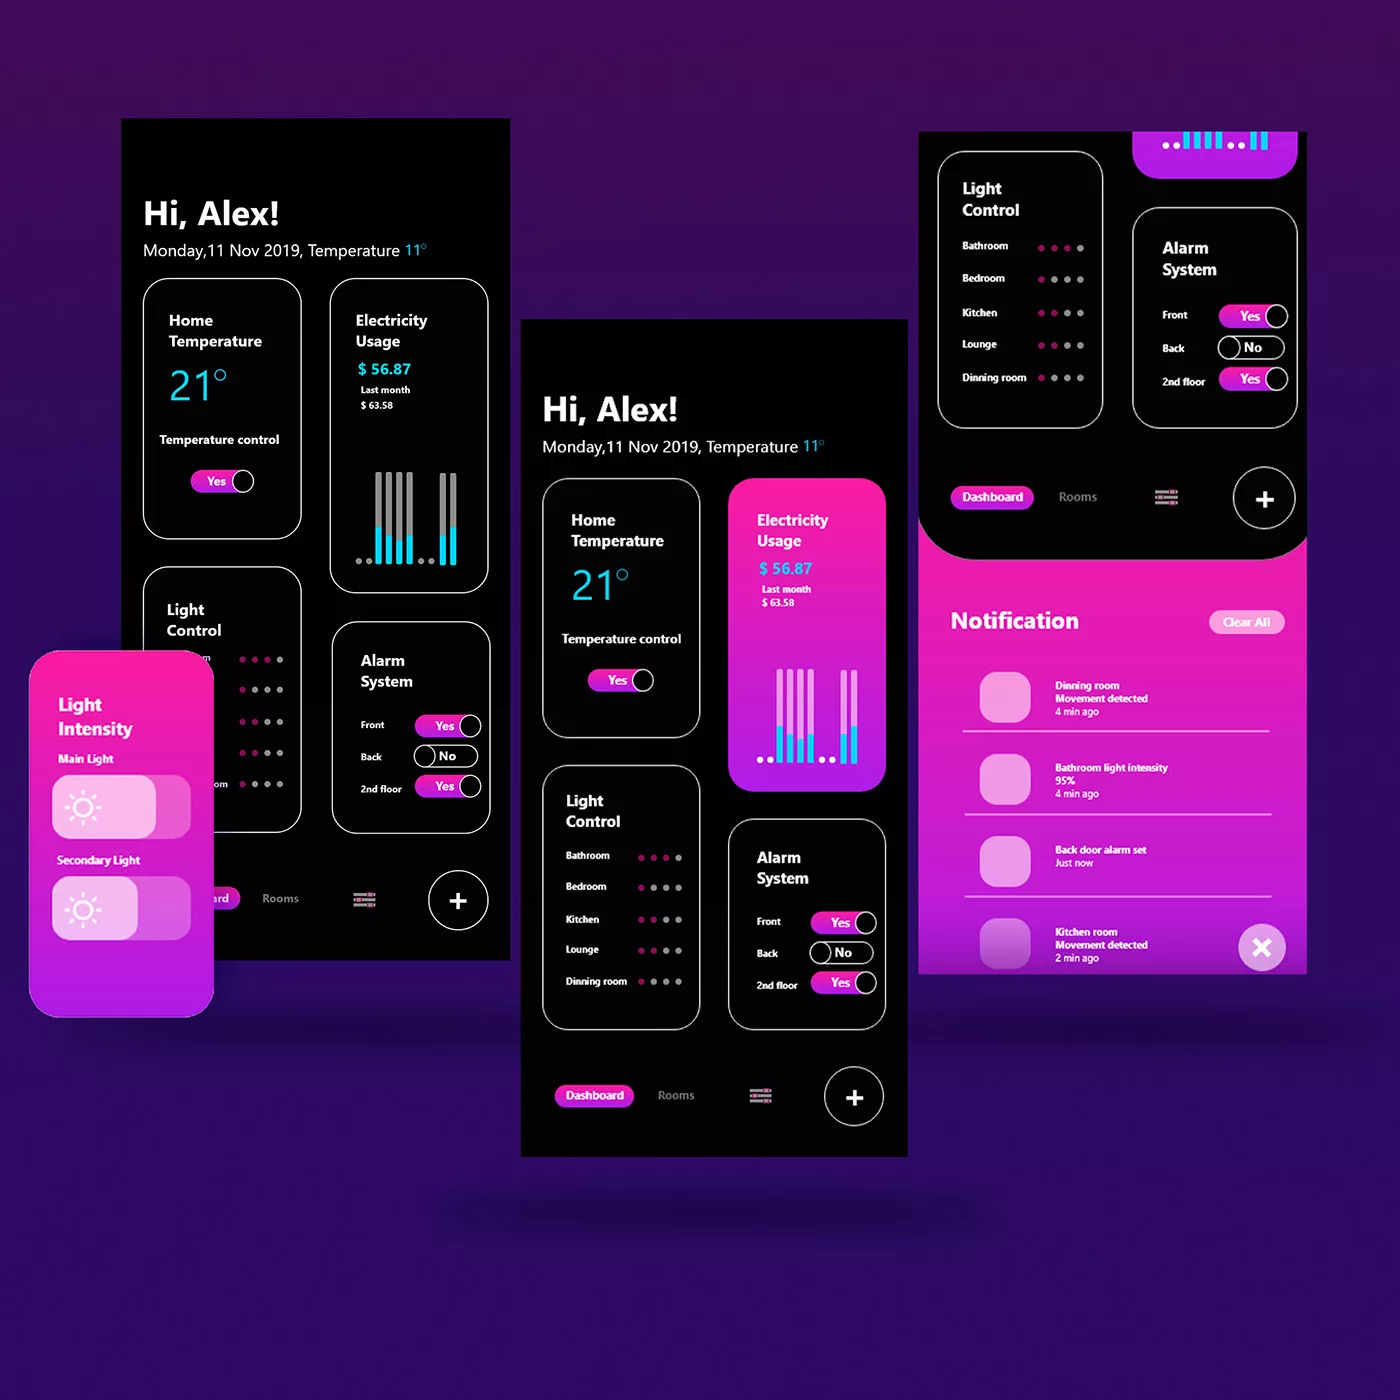 Hi, Alex!
Monday,11 Nov 2019, Temperature 11°
Home
Temperature
21°
Temperature control
Yes
Electricity
Usage
$ 56.87
Last month
$ 63.58
Light
Control
om
om
Alarm
System
Front Yes
Back No
2nd floor Yes
ard Rooms
+
Light
Intensity
Main Light
Secondary Light
Hi, Alex!
Monday,11 Nov 2019, Temperature 11°
Home
Temperature
21°
Temperature control
Yes
Electricity
Usage
$ 56.87
Last month
$ 63.58
Light
Control
Bathroom
Bedroom
Kitchen
Lounge
Dinning room
Alarm
System
Front Yes
Back No
2nd floor Yes
Dashboard Rooms
+
Light
Control
Bathroom
Bedroom
Kitchen
Lounge
Dinning room
Alarm
System
Front Yes
Back No
2nd floor Yes
Dashboard Rooms
+
Notification Clear All
Dinning room
Movement detected
4 min ago
Bathroom light intensity
95%
4 min ago
Back door alarm set
Just now
Kitchen room
Movement detected
2 min ago